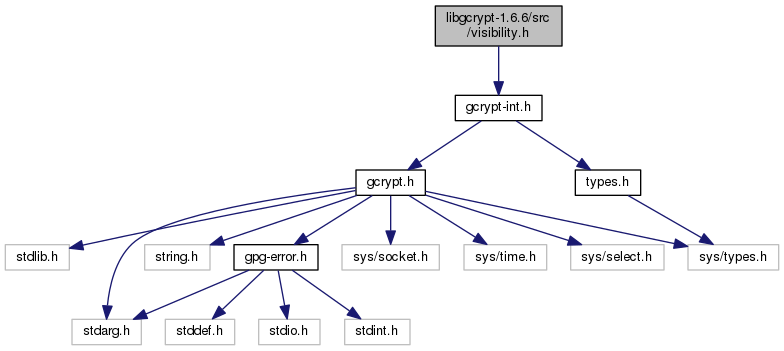 libgcrypt-1.6.6/src
/visibility.h
gcrypt-int.h
gcrypt.h
types.h
stdlib.h
string.h
gpg-error.h
sys/socket.h
sys/time.h
sys/select.h
sys/types.h
stdarg.h
stddef.h
stdio.h
stdint.h